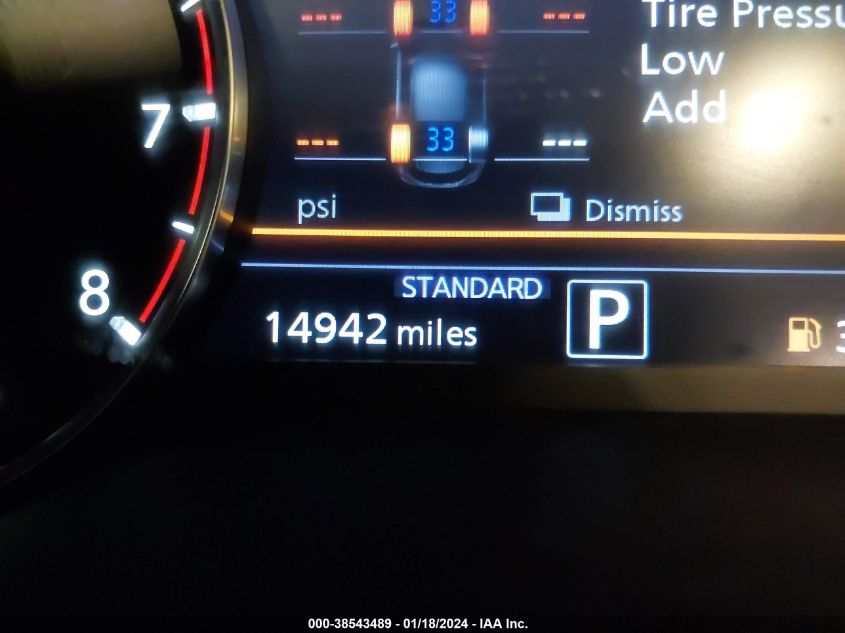 --- 33 ---
Tire Pressu
Low
Add
7
--- 33 ---
psi
Dismiss
8
STANDARD
14942 miles
P
3
000-38543489 - 01/18/2024 - IAA Inc.